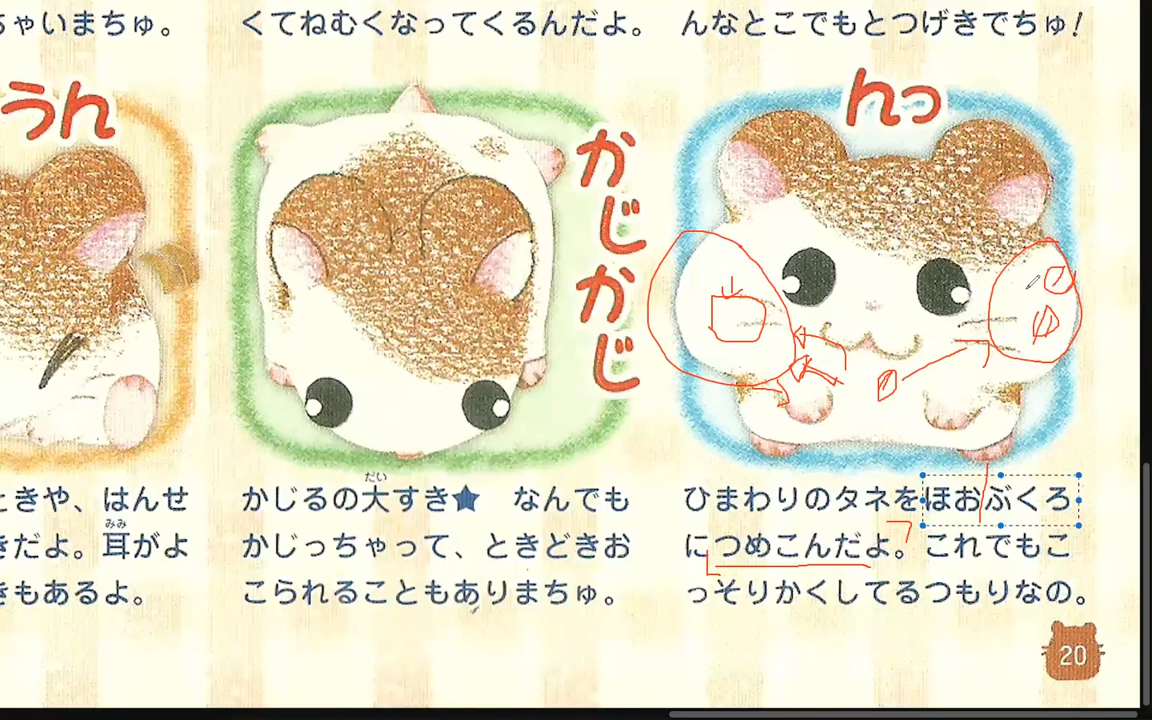 ちゃいまちゅ。
くてねむくなってくるんだよ。
んなとこでもとつげきでちゅ!
うん
かじかじ
んっ
ときや、はんせ
きだよ。耳がよ
みみ
きもあるよ。
かじるの大すき★ なんでも
だい
かじっちゃって、ときどきお
こられることもありまちゅ。
ひまわりのタネをほおぶくろ
につめこんだよ。これでもこ
っそりかくしてるつもりなの。
20